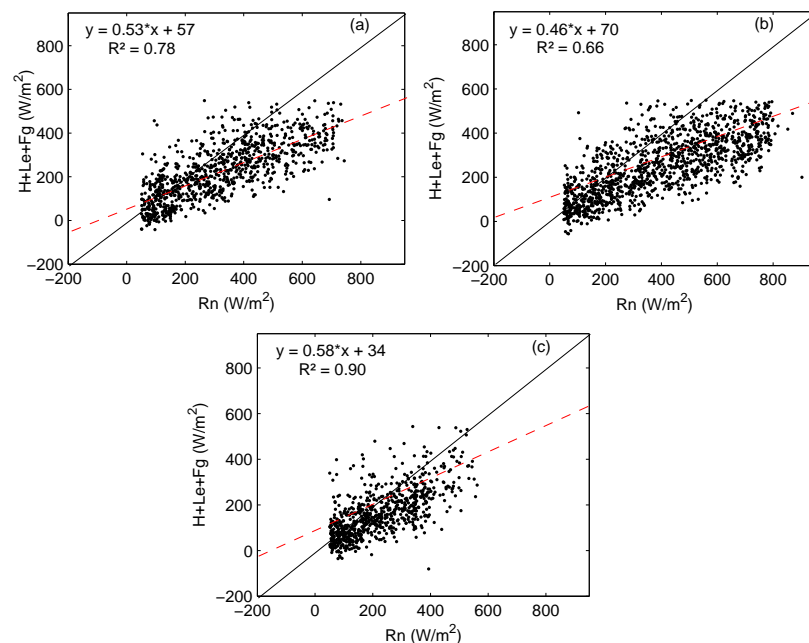 (a)
y = 0.53*x + 57
R² = 0.78
800
600
400
200
0
−200
H+Le+Fg (W/m²)
−200 0 200 400 600 800
Rn (W/m²)
(b)
y = 0.46*x + 70
R² = 0.66
800
600
400
200
0
−200
H+Le+Fg (W/m²)
−200 0 200 400 600 800
Rn (W/m²)
(c)
y = 0.58*x + 34
R² = 0.90
800
600
400
200
0
−200
H+Le+Fg (W/m²)
−200 0 200 400 600 800
Rn (W/m²)